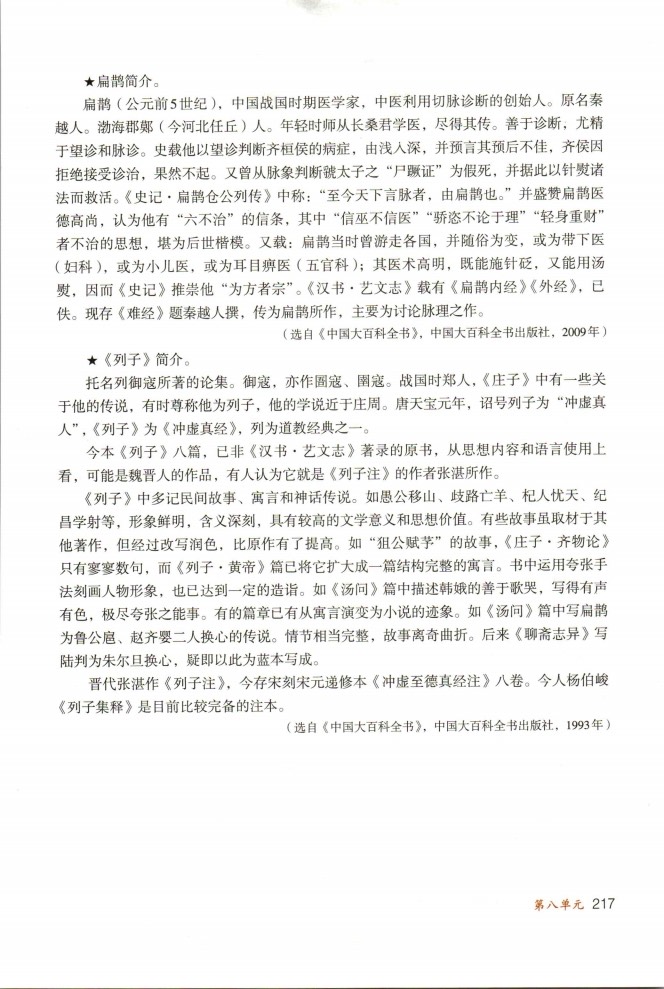 ★扁鹊简介。
扁鹊（公元前5世纪），中国战国时期医学家，中医利用切脉诊断的创始人。原名秦
越人。渤海郡鄚（今河北任丘）人。年轻时师从长桑君学医，尽得其传。善于诊断，尤精
于望诊和脉诊。史载他以望诊判断齐桓侯的病症，由浅入深，并预言其预后不佳，齐侯因
拒绝接受诊治，果然不起。又曾从脉象判断虢太子之“尸蹶证”为假死，并据此以针熨诸
法而救活。《史记·扁鹊仓公列传》中称：“至今天下言脉者，由扁鹊也。”并盛赞扁鹊医
德高尚，认为他有“六不治”的信条，其中“信巫不信医”“骄恣不论于理”“轻身重财”
者不治的思想，堪为后世楷模。又载：扁鹊当时曾游走各国，并随俗为变，或为带下医
（妇科），或为小儿医，或为耳目痹医（五官科）；其医术高明，既能施针砭，又能用汤
熨，因而《史记》推崇他“为方者宗”。《汉书·艺文志》载有《扁鹊内经》《外经》，已
佚。现存《难经》题秦越人撰，传为扁鹊所作，主要为讨论脉理之作。
（选自《中国大百科全书》，中国大百科全书出版社，2009年）
★《列子》简介。
托名列御寇所著的论集。御寇，亦作圄寇、圉寇。战国时郑人，《庄子》中有一些关
于他的传说，有时尊称他为列子，他的学说近于庄周。唐天宝元年，诏号列子为“冲虚真
人”，《列子》为《冲虚真经》，列为道教经典之一。
今本《列子》八篇，已非《汉书·艺文志》著录的原书，从思想内容和语言使用上
看，可能是魏晋人的作品，有人认为它就是《列子注》的作者张湛所作。
《列子》中多记民间故事、寓言和神话传说。如愚公移山、歧路亡羊、杞人忧天、纪
昌学射等，形象鲜明，含义深刻，具有较高的文学意义和思想价值。有些故事虽取材于其
他著作，但经过改写润色，比原作有了提高。如“狙公赋芧”的故事，《庄子·齐物论》
只有寥寥数句，而《列子·黄帝》篇已将它扩大成一篇结构完整的寓言。书中运用夸张手
法刻画人物形象，也已达到一定的造诣。如《汤问》篇中描述韩娥的善于歌哭，写得有声
有色，极尽夸张之能事。有的篇章已有从寓言演变为小说的迹象。如《汤问》篇中写扁鹊
为鲁公扈、赵齐婴二人换心的传说。情节相当完整，故事离奇曲折。后来《聊斋志异》写
陆判为朱尔旦换心，疑即以此为蓝本写成。
晋代张湛作《列子注》，今存宋刻宋元递修本《冲虚至德真经注》八卷。今人杨伯峻
《列子集释》是目前比较完备的注本。
（选自《中国大百科全书》，中国大百科全书出版社，1993年）
第八单元 217